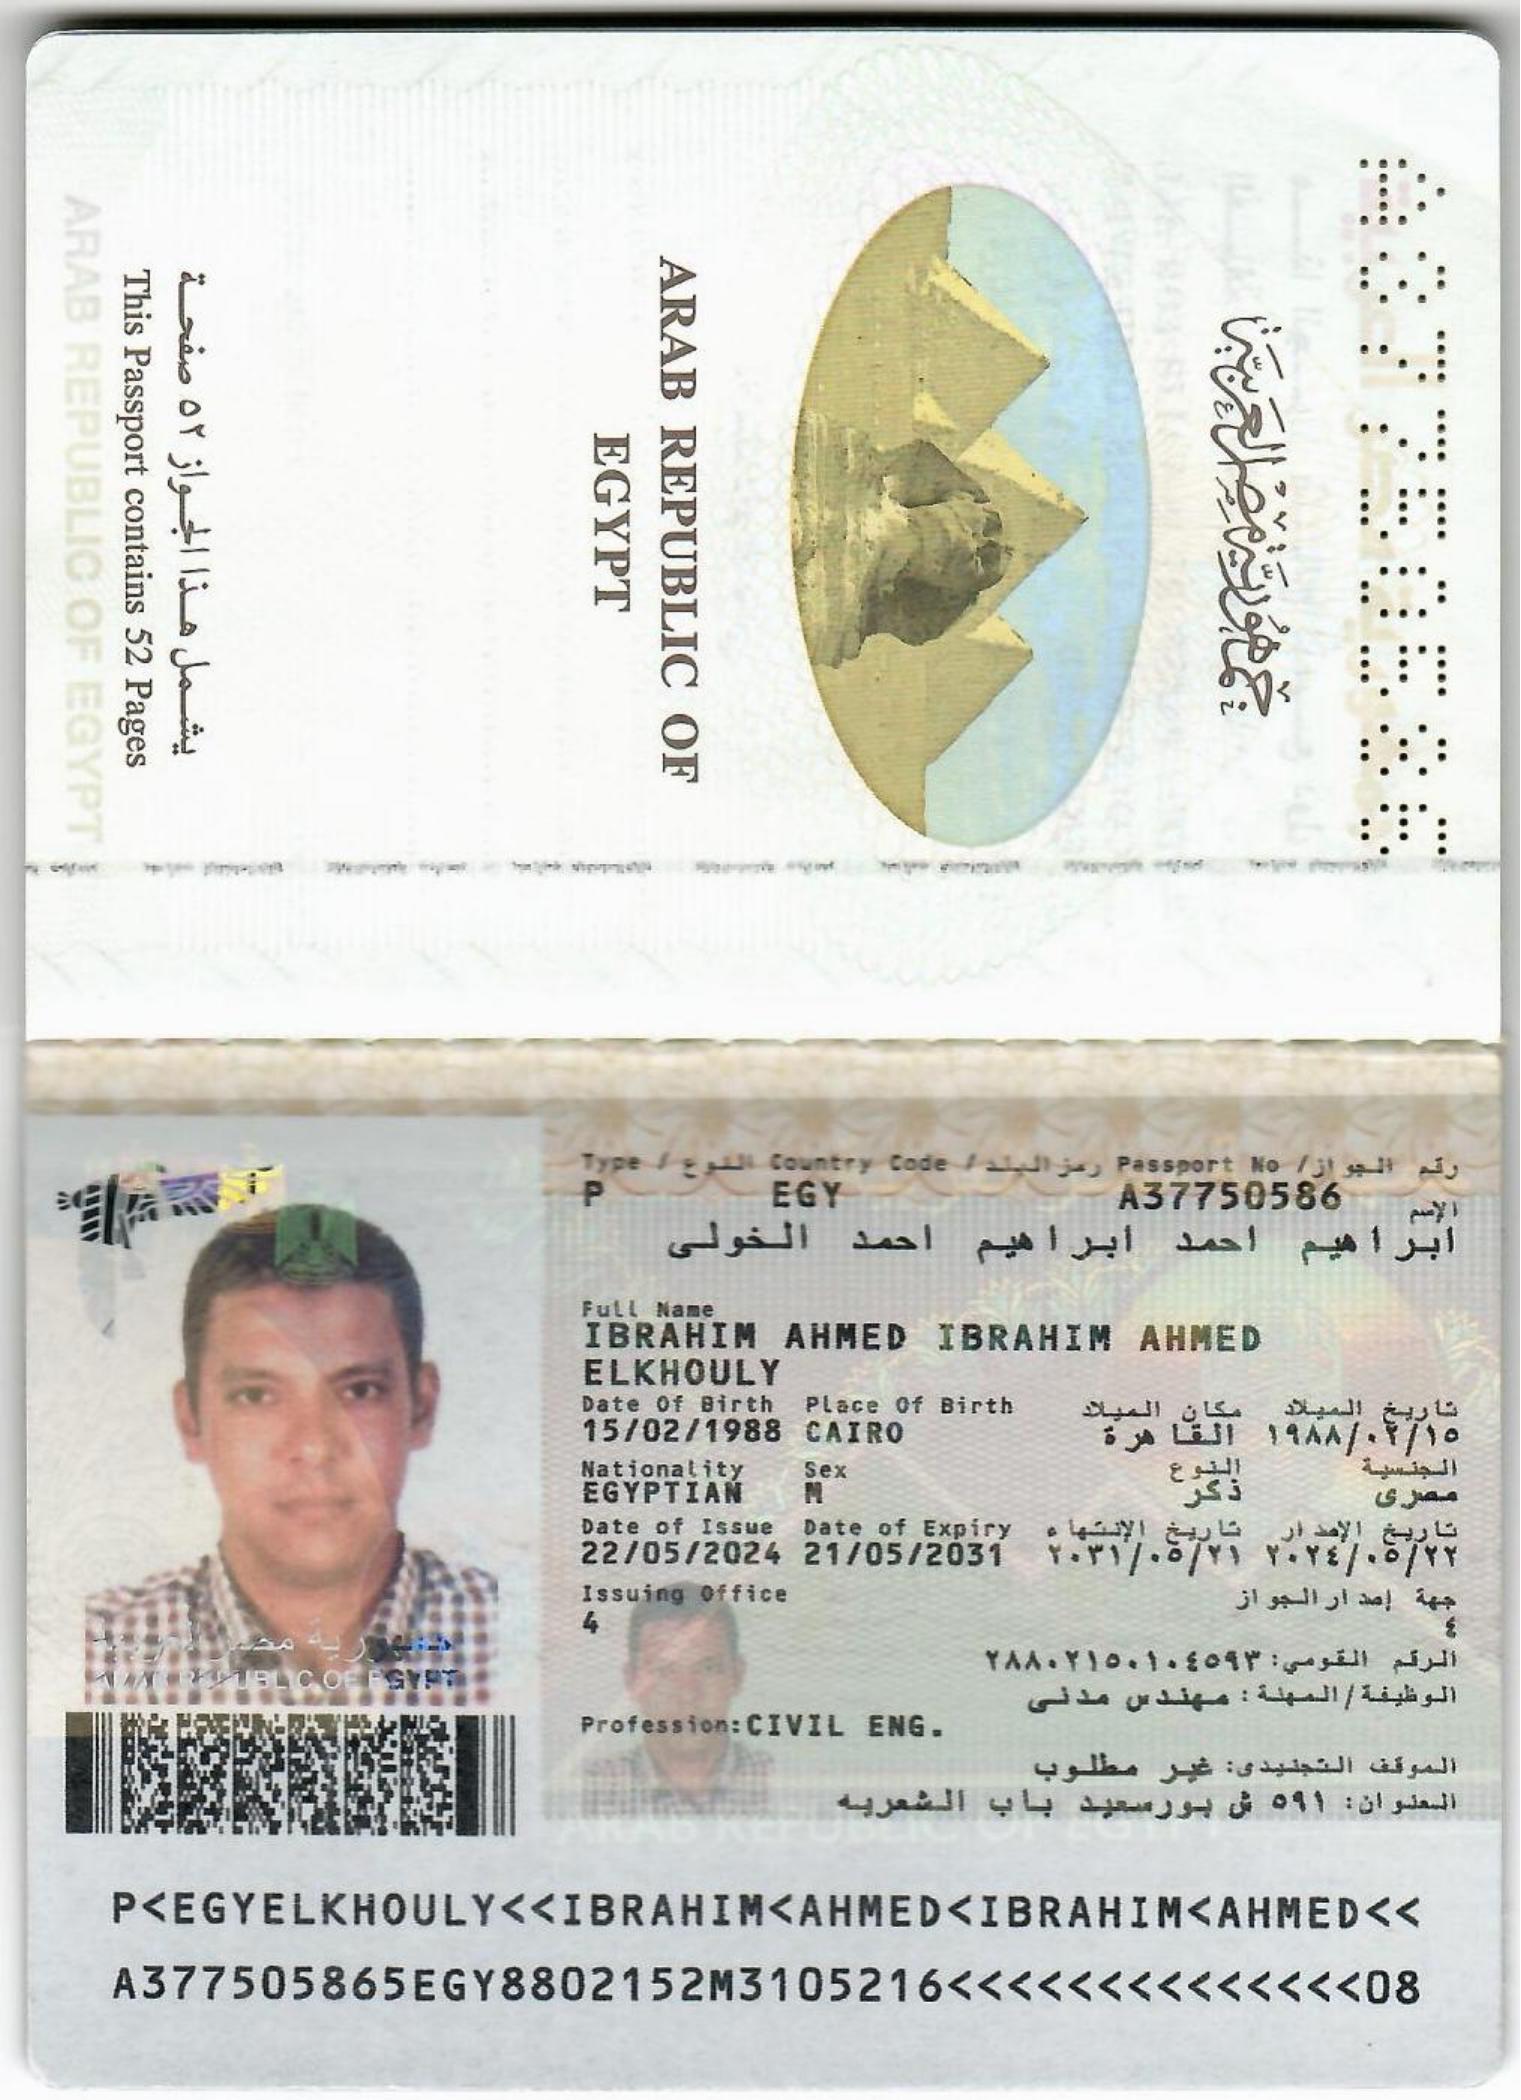 جمهورية مصر العربية
ARAB REPUBLIC OF
EGYPT
يشمل هذا الجواز ٥٢ صفحة
This Passport contains 52 Pages
ARAB REPUBLIC OF EGYPT
Type / النوع Country Code / رمز البلد Passport No / رقم الجواز
P EGY A37750586
الإسم
ابراهيم احمد ابراهيم احمد الخولى
Full Name
IBRAHIM AHMED IBRAHIM AHMED
ELKHOULY
Date Of Birth Place Of Birth مكان الميلاد تاريخ الميلاد
15/02/1988 CAIRO القاهرة ١٩٨٨/٠٢/١٥
Nationality Sex النوع الجنسية
EGYPTIAN M ذكر مصرى
Date of Issue Date of Expiry تاريخ الإنتهاء تاريخ الإصدار
22/05/2024 21/05/2031 ٢٠٣١/٠٥/٢١ ٢٠٢٤/٠٥/٢٢
Issuing Office جهة إصدار الجواز
4 ٤
الرقم القومي: ٢٨٨٠٢١٥٠١٠٤٥٩٣
الوظيفة/المهنة: مهندس مدنى
Profession:CIVIL ENG.
الموقف التجنيدى: غير مطلوب
العنوان: ٥٩١ ش بورسعيد باب الشعريه
جمهورية مصر العربية
ARAB REPUBLIC OF EGYPT
P<EGYELKHOULY<<IBRAHIM<AHMED<IBRAHIM<AHMED<<
A377505865EGY8802152M3105216<<<<<<<<<<<<<<08